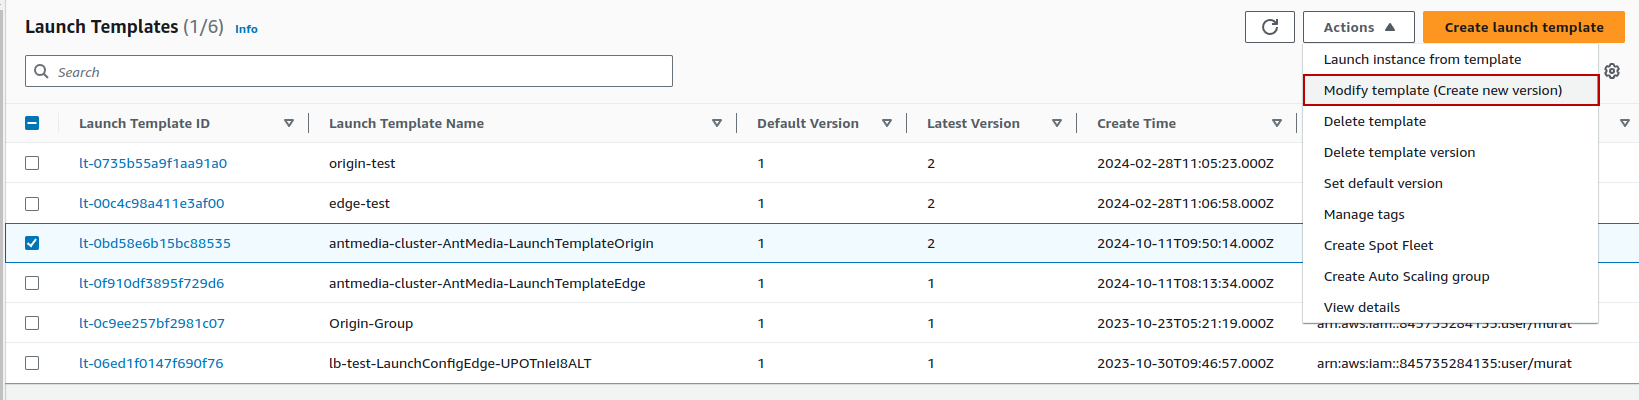 Launch Templates (1/6) Info
Actions
Create launch template
Search
Launch instance from template
Modify template (Create new version)
Delete template
Delete template version
Set default version
Manage tags
Create Spot Fleet
Create Auto Scaling group
View details
Launch Template ID Launch Template Name Default Version Latest Version Create Time
lt-0735b55a9f1aa91a0 origin-test 1 2 2024-02-28T11:05:23.000Z
lt-00c4c98a411e3af00 edge-test 1 2 2024-02-28T11:06:58.000Z
lt-0bd58e6b15bc88535 antmedia-cluster-AntMedia-LaunchTemplateOrigin 1 2 2024-10-11T09:50:14.000Z
lt-0f910df3895f729d6 antmedia-cluster-AntMedia-LaunchTemplateEdge 1 1 2024-10-11T08:13:34.000Z
lt-0c9ee257bf2981c07 Origin-Group 1 1 2023-10-23T05:21:19.000Z arn:aws:iam::845735284135:user/murat
lt-06ed1f0147f690f76 lb-test-LaunchConfigEdge-UPOTnIeI8ALT 1 1 2023-10-30T09:46:57.000Z arn:aws:iam::845735284135:user/murat